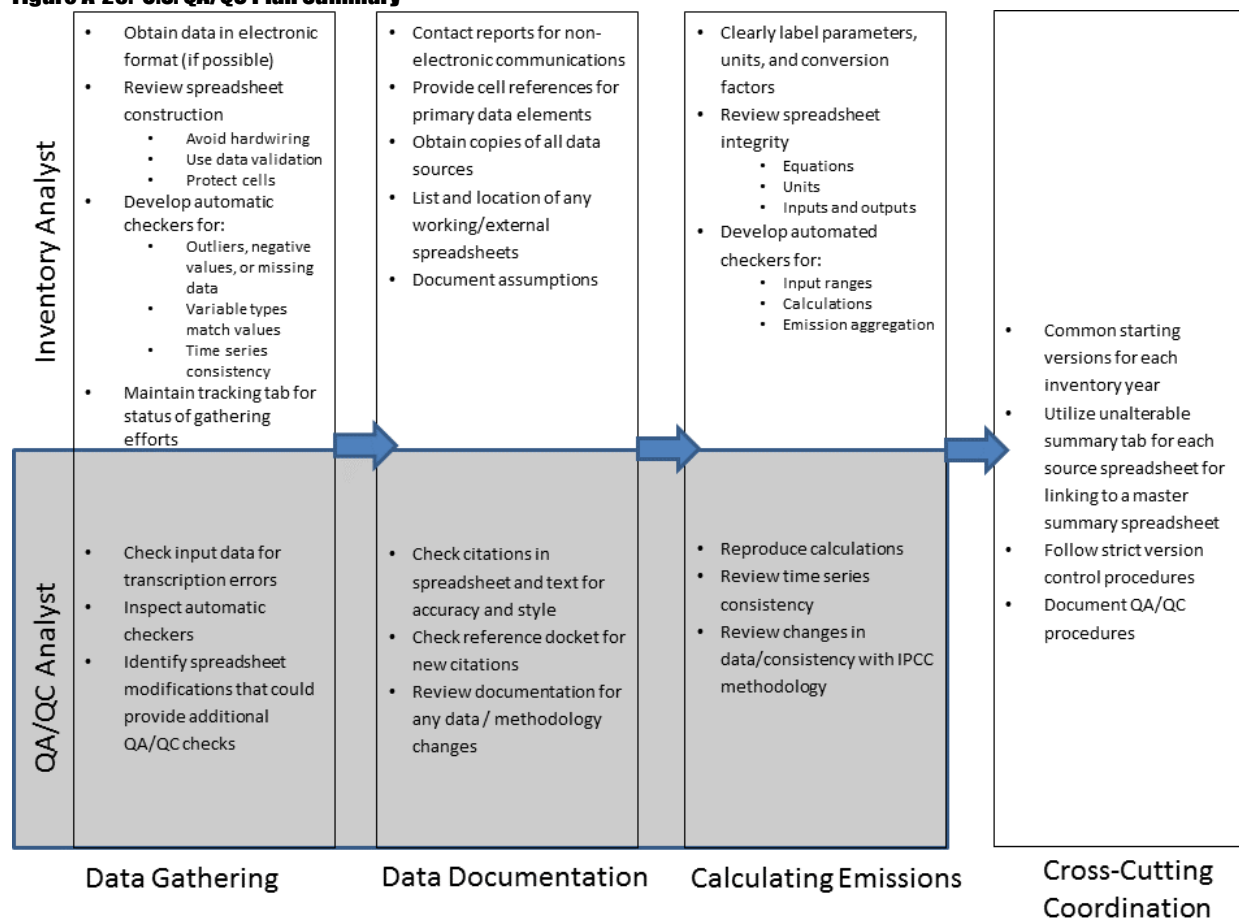 Figure A-20: U.S. QA/QC Plan Summary
Inventory Analyst
• Obtain data in electronic
format (if possible)
• Review spreadsheet
construction
• Avoid hardwiring
• Use data validation
• Protect cells
• Develop automatic
checkers for:
• Outliers, negative
values, or missing
data
• Variable types
match values
• Time series
consistency
• Maintain tracking tab for
status of gathering
efforts
• Contact reports for non-
electronic communications
• Provide cell references for
primary data elements
• Obtain copies of all data
sources
• List and location of any
working/external
spreadsheets
• Document assumptions
• Clearly label parameters,
units, and conversion
factors
• Review spreadsheet
integrity
• Equations
• Units
• Inputs and outputs
• Develop automated
checkers for:
• Input ranges
• Calculations
• Emission aggregation
QA/QC Analyst
• Check input data for
transcription errors
• Inspect automatic
checkers
• Identify spreadsheet
modifications that could
provide additional
QA/QC checks
• Check citations in
spreadsheet and text for
accuracy and style
• Check reference docket for
new citations
• Review documentation for
any data / methodology
changes
• Reproduce calculations
• Review time series
consistency
• Review changes in
data/consistency with IPCC
methodology
• Common starting
versions for each
inventory year
• Utilize unalterable
summary tab for each
source spreadsheet for
linking to a master
summary spreadsheet
• Follow strict version
control procedures
• Document QA/QC
procedures
Data Gathering
Data Documentation
Calculating Emissions
Cross-Cutting
Coordination